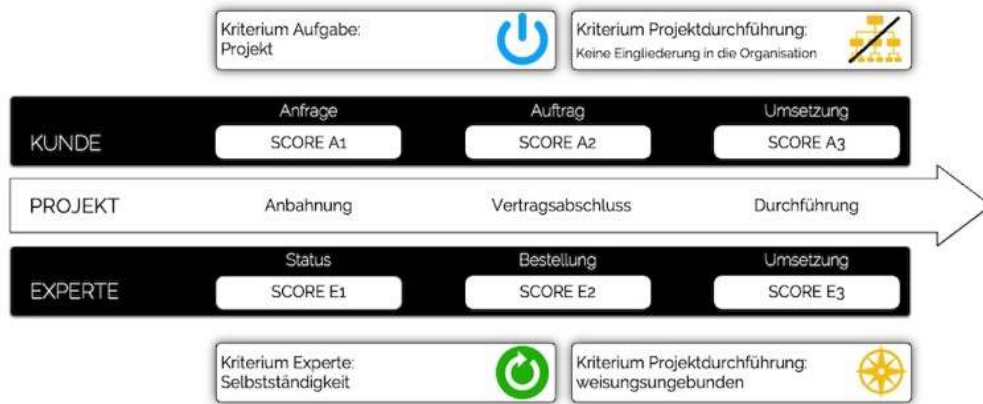 Kriterium Aufgabe:
Projekt
Kriterium Projektdurchführung:
Keine Eingliederung in die Organisation
Anfrage
Auftrag
Umsetzung
KUNDE
SCORE A1
SCORE A2
SCORE A3
PROJEKT
Anbahnung
Vertragsabschluss
Durchführung
Status
Bestellung
Umsetzung
EXPERTE
SCORE E1
SCORE E2
SCORE E3
Kriterium Experte:
Selbstständigkeit
Kriterium Projektdurchführung:
weisungsungebunden